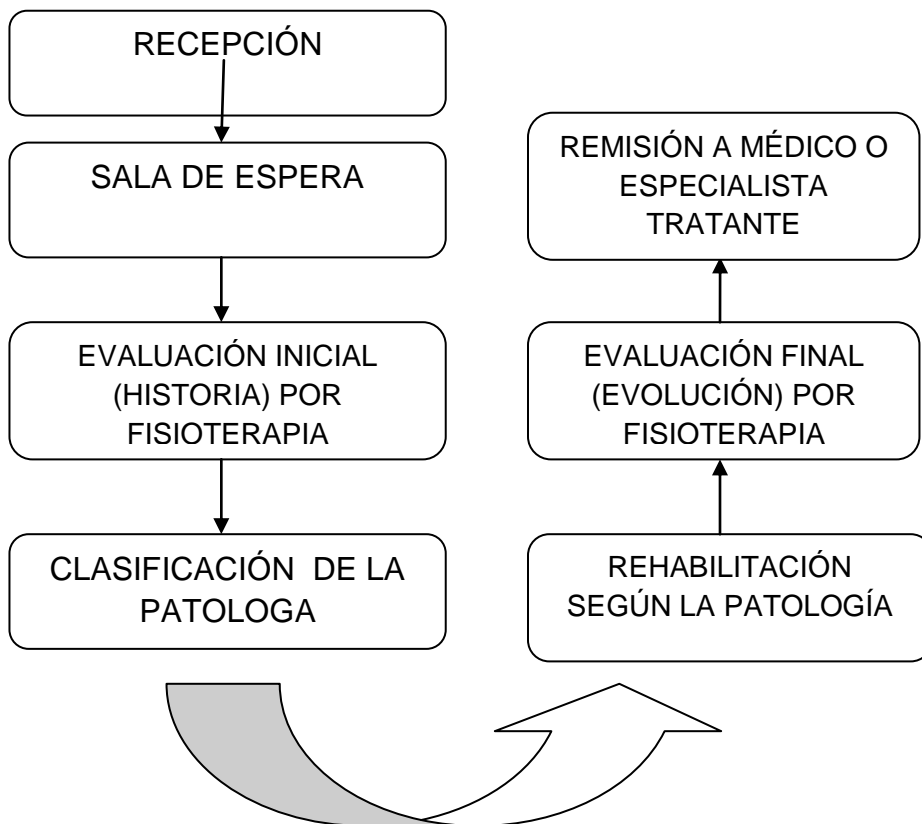 RECEPCIÓN
SALA DE ESPERA
EVALUACIÓN INICIAL
(HISTORIA) POR
FISIOTERAPIA
CLASIFICACIÓN DE LA
PATOLOGA
REHABILITACIÓN
SEGÚN LA PATOLOGÍA
EVALUACIÓN FINAL
(EVOLUCIÓN) POR
FISIOTERAPIA
REMISIÓN A MÉDICO O
ESPECIALISTA
TRATANTE